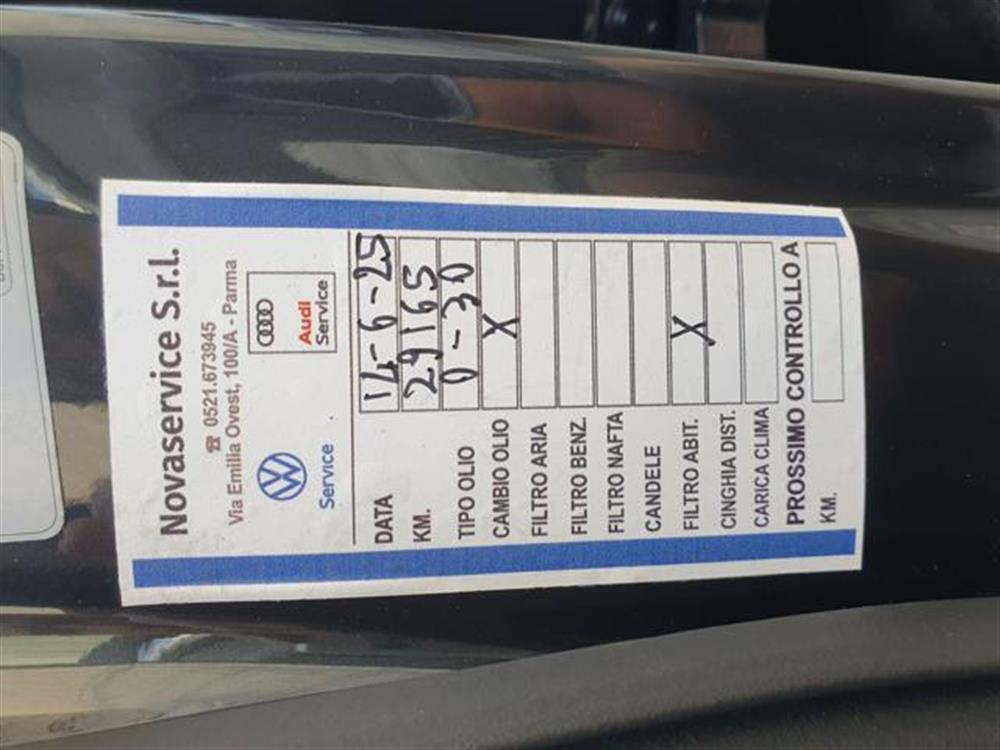 Novaservice S.r.l.
☎ 0521.673945
Via Emilia Ovest, 100/A - Parma
Service
Audi
Service
DATA 14-6-25
KM. 29165
TIPO OLIO 0-30
CAMBIO OLIO X
FILTRO ARIA
FILTRO BENZ.
FILTRO NAFTA
CANDELE
FILTRO ABIT. X
CINGHIA DIST.
CARICA CLIMA
PROSSIMO CONTROLLO A
KM.